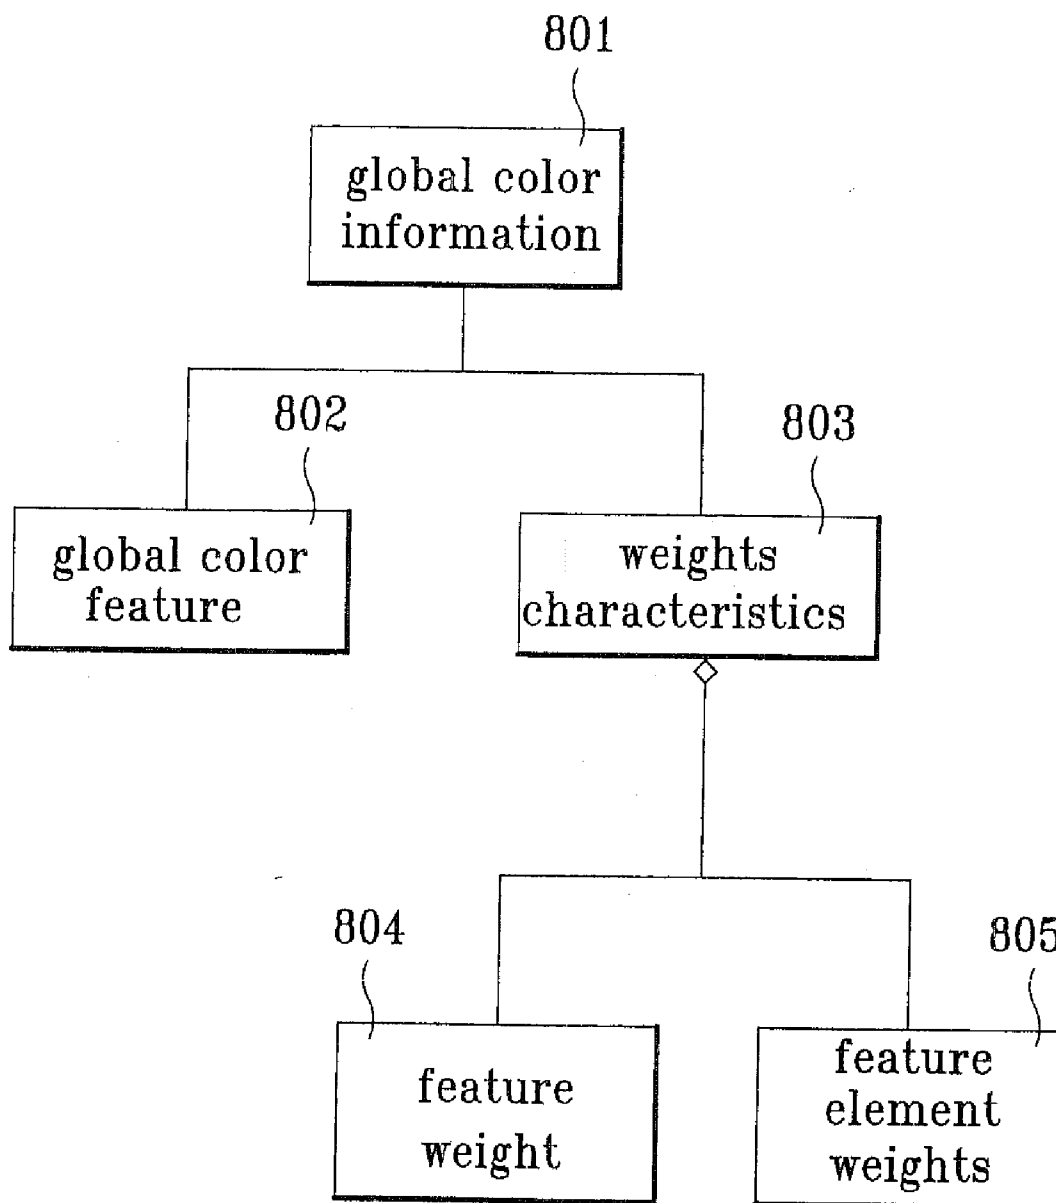 801
global color
information
802
global color
feature
803
weights
characteristics
804
feature
weight
805
feature
element
weights